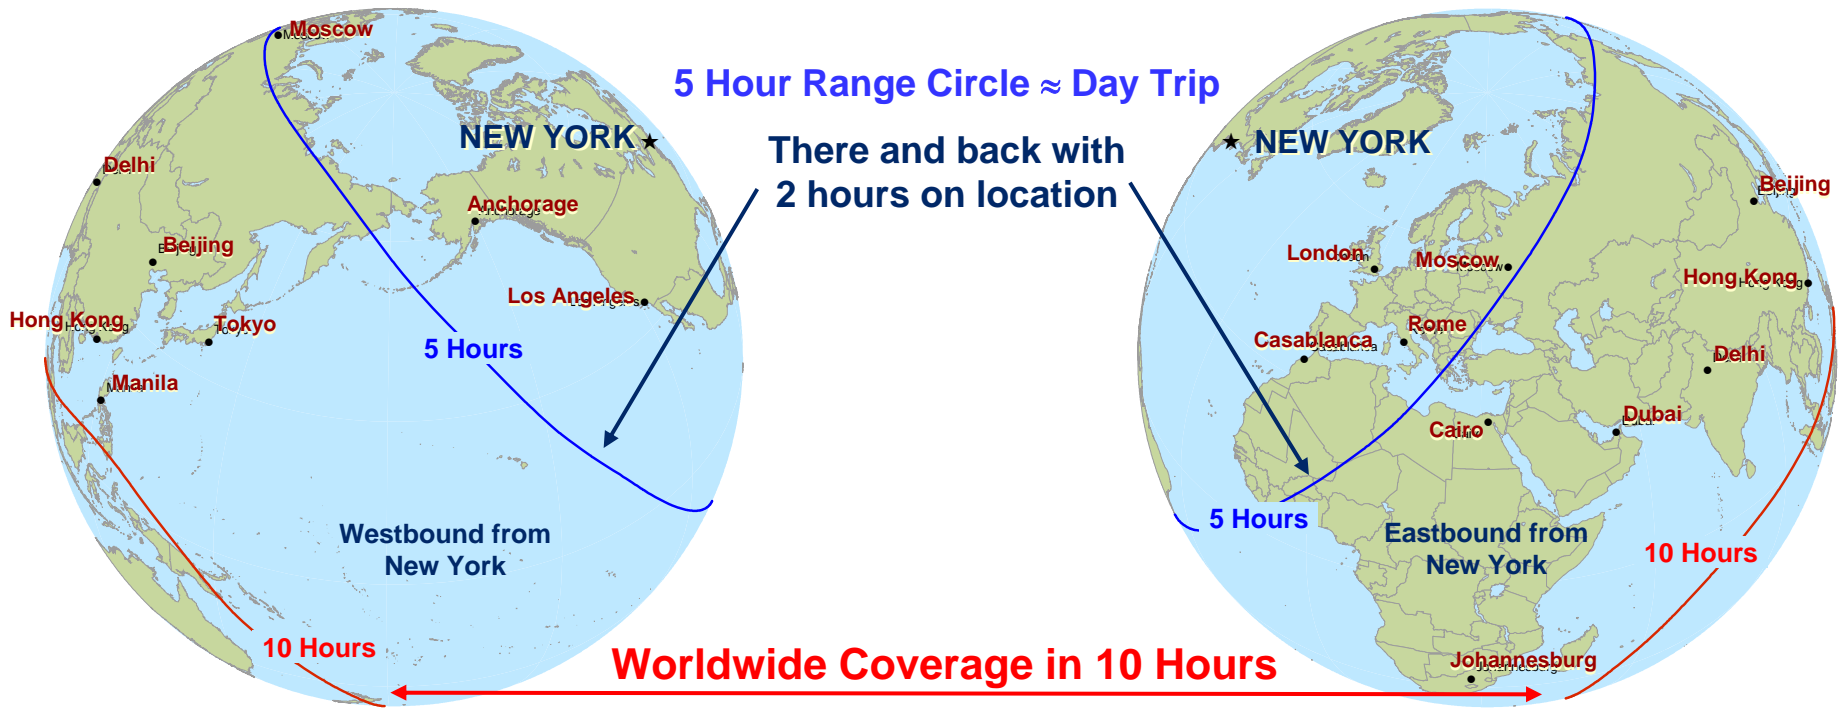 Moscow
5 Hour Range Circle ≈ Day Trip
NEW YORK
There and back with
2 hours on location
NEW YORK
Delhi
Beijing
Anchorage
Beijing
London
Moscow
Hong Kong
Los Angeles
Hong Kong
Tokyo
Rome
Casablanca
5 Hours
Delhi
Manila
Dubai
Cairo
5 Hours
Westbound from
New York
Eastbound from
New York
10 Hours
10 Hours
Worldwide Coverage in 10 Hours
Johannesburg